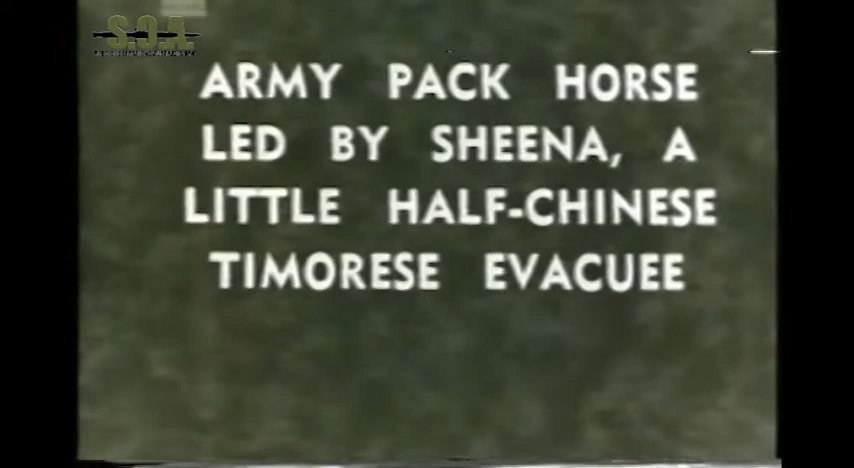 S.O.A.
ARMY PACK HORSE
LED BY SHEENA, A
LITTLE HALF-CHINESE
TIMORESE EVACUEE